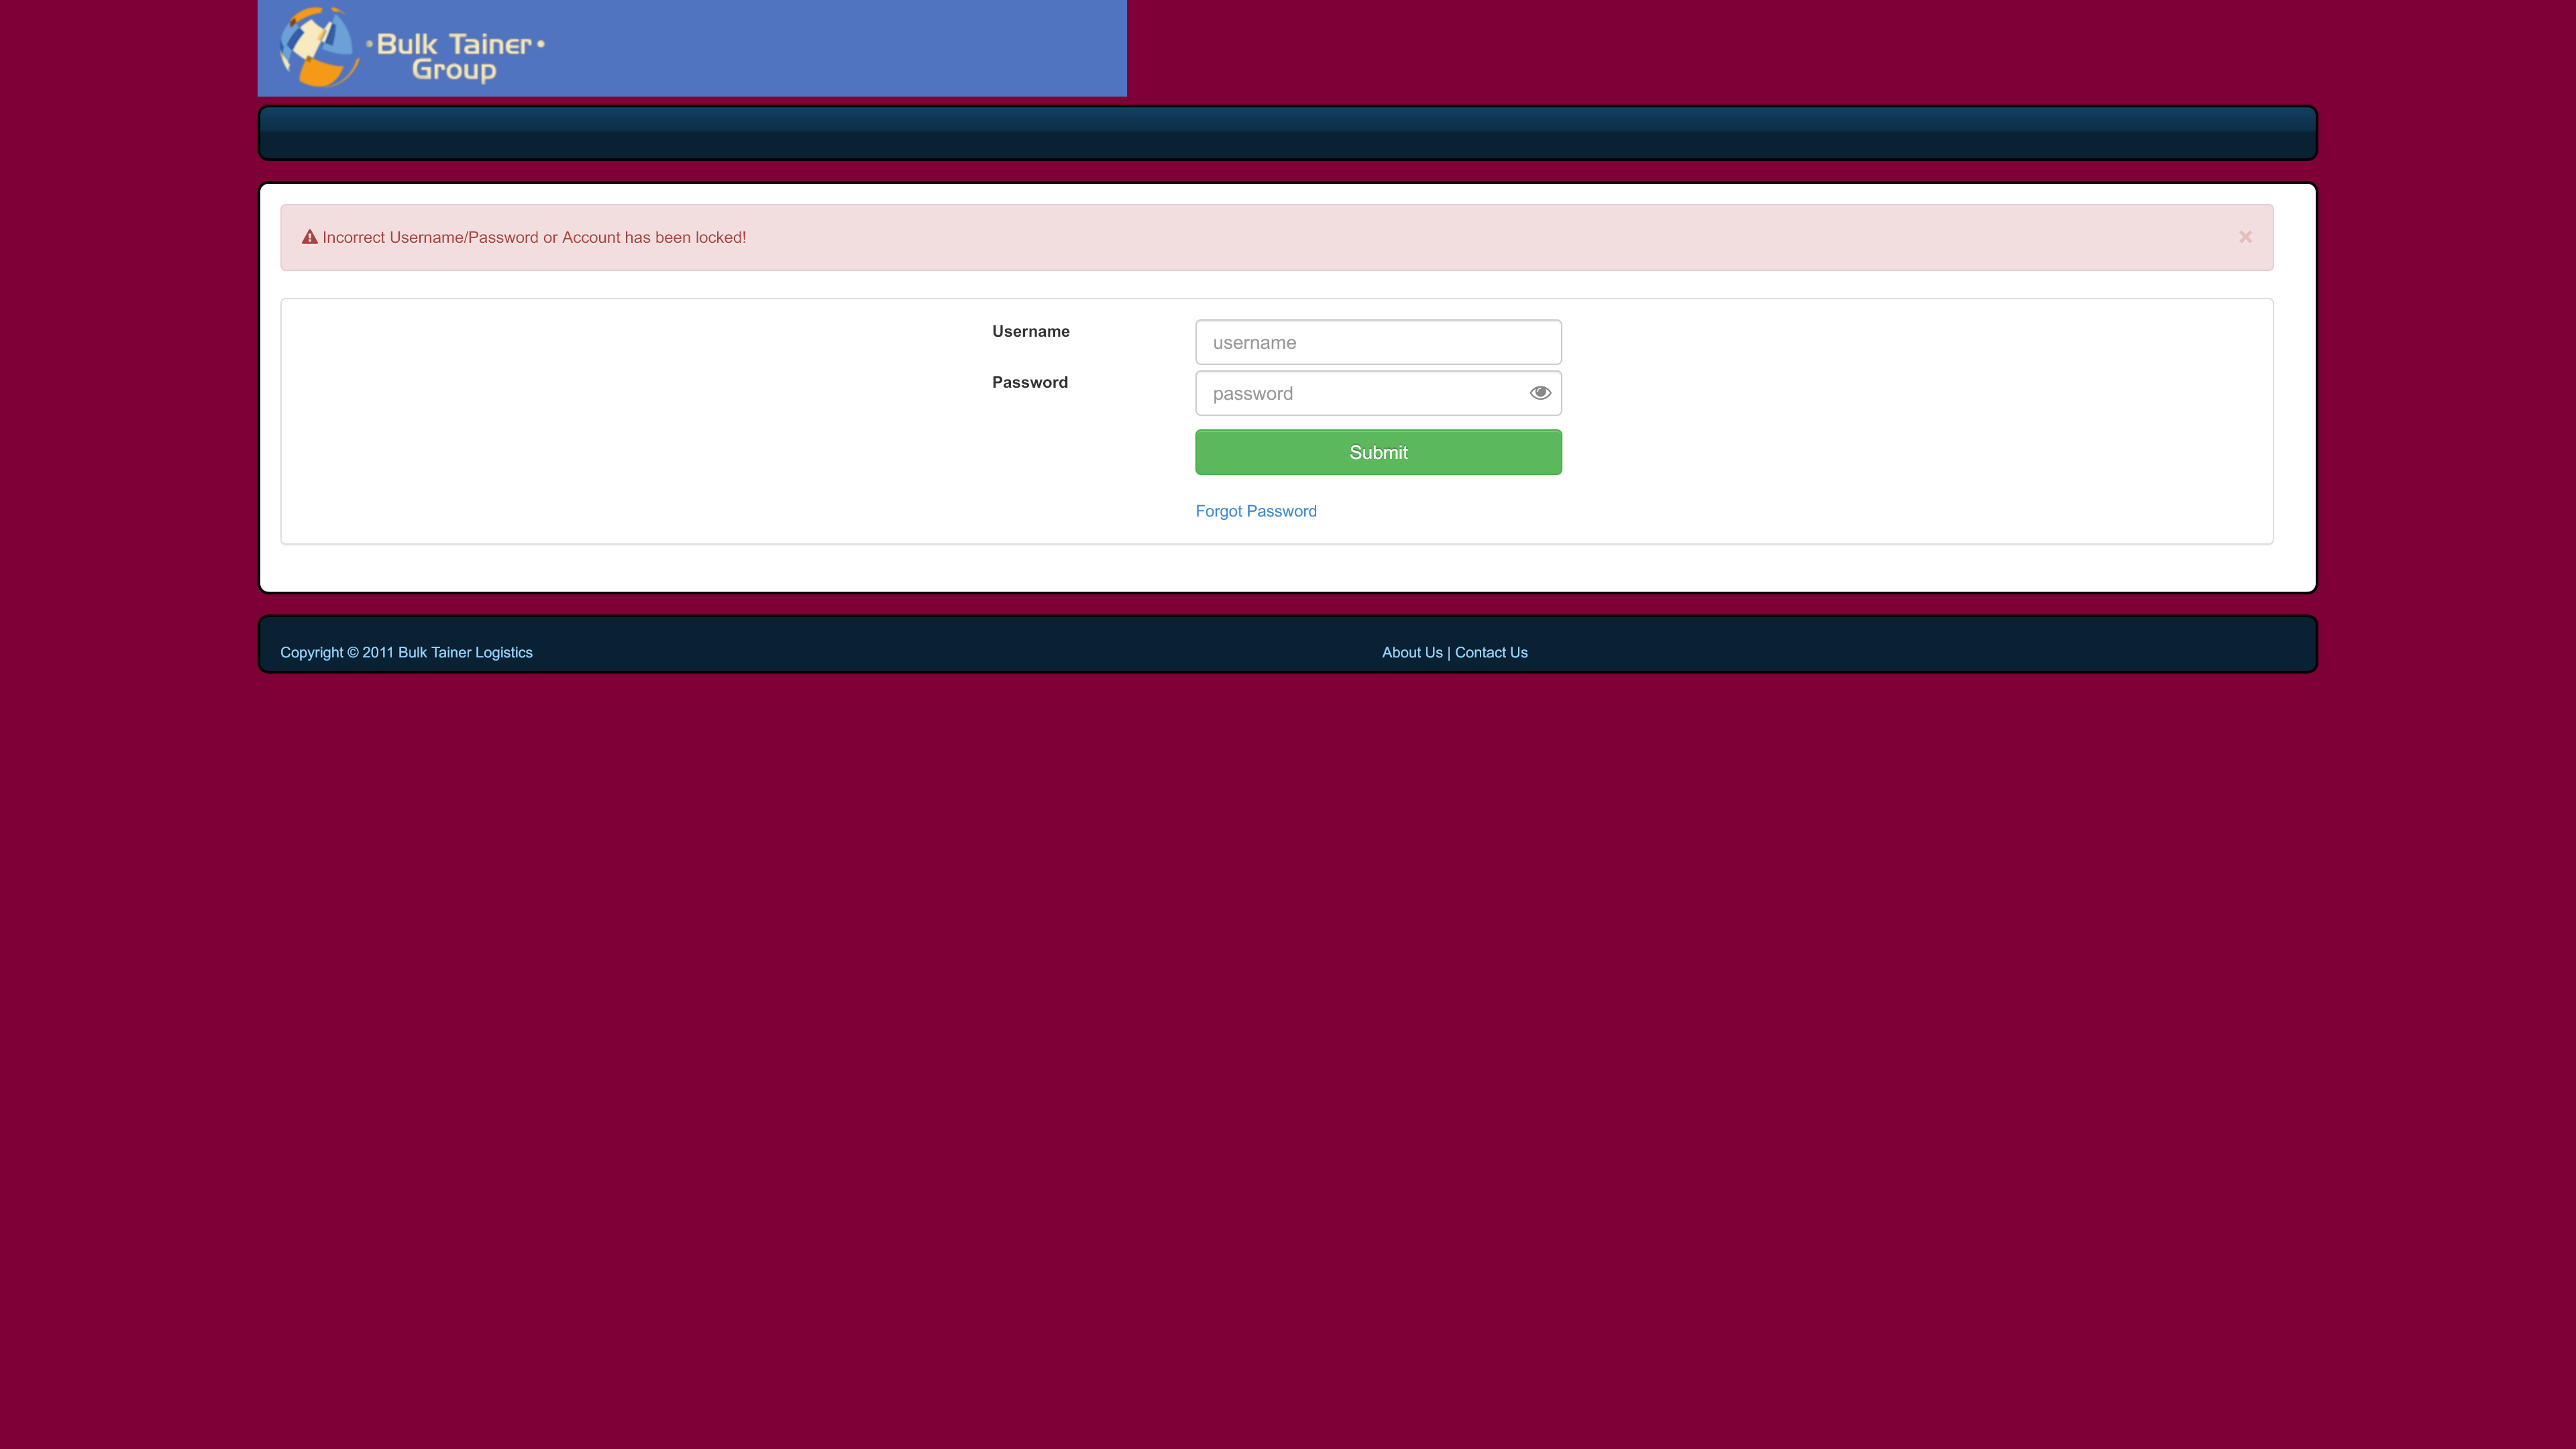 •Bulk Tainer•
Group
Incorrect Username/Password or Account has been locked!
×
Username
username
Password
password
Submit
Forgot Password
Copyright © 2011 Bulk Tainer Logistics
About Us | Contact Us